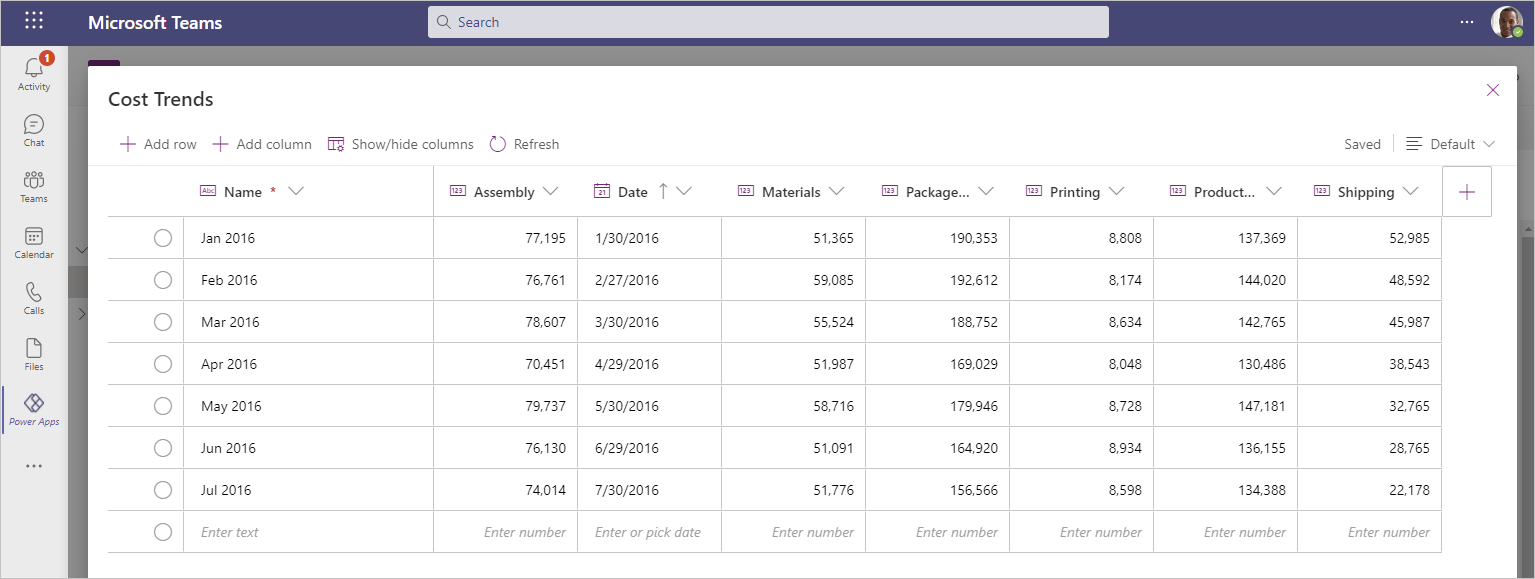 Microsoft Teams
Search
1
Activity
Chat
Teams
Calendar
Calls
Files
Power Apps
Cost Trends
Add row Add column Show/hide columns Refresh Saved Default
Abc Name * 123 Assembly 21 Date 123 Materials 123 Package... 123 Printing 123 Product... 123 Shipping
Jan 2016 77,195 1/30/2016 51,365 190,353 8,808 137,369 52,985
Feb 2016 76,761 2/27/2016 59,085 192,612 8,174 144,020 48,592
Mar 2016 78,607 3/30/2016 55,524 188,752 8,634 142,765 45,987
Apr 2016 70,451 4/29/2016 51,987 169,029 8,048 130,486 38,543
May 2016 79,737 5/30/2016 58,716 179,946 8,728 147,181 32,765
Jun 2016 76,130 6/29/2016 51,091 164,920 8,934 136,155 28,765
Jul 2016 74,014 7/30/2016 51,776 156,566 8,598 134,388 22,178
Enter text Enter number Enter or pick date Enter number Enter number Enter number Enter number Enter number